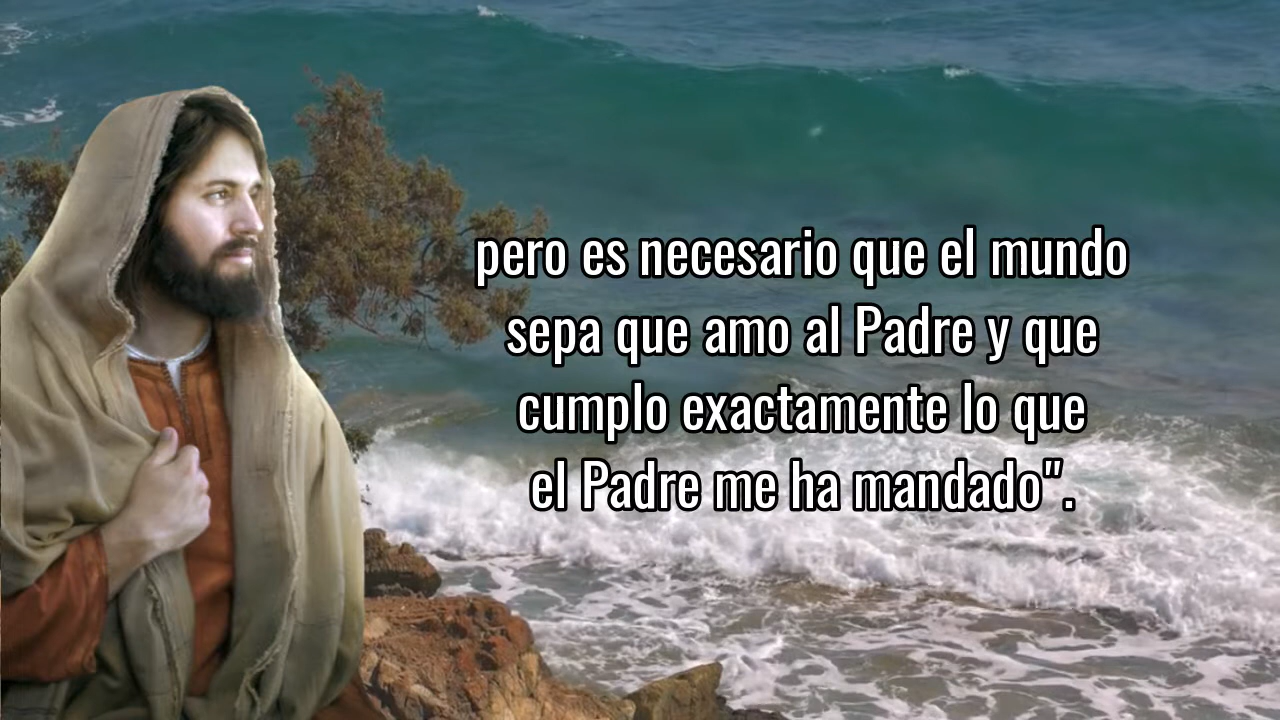 pero es necesario que el mundo
sepa que amo al Padre y que
cumplo exactamente lo que
el Padre me ha mandado".